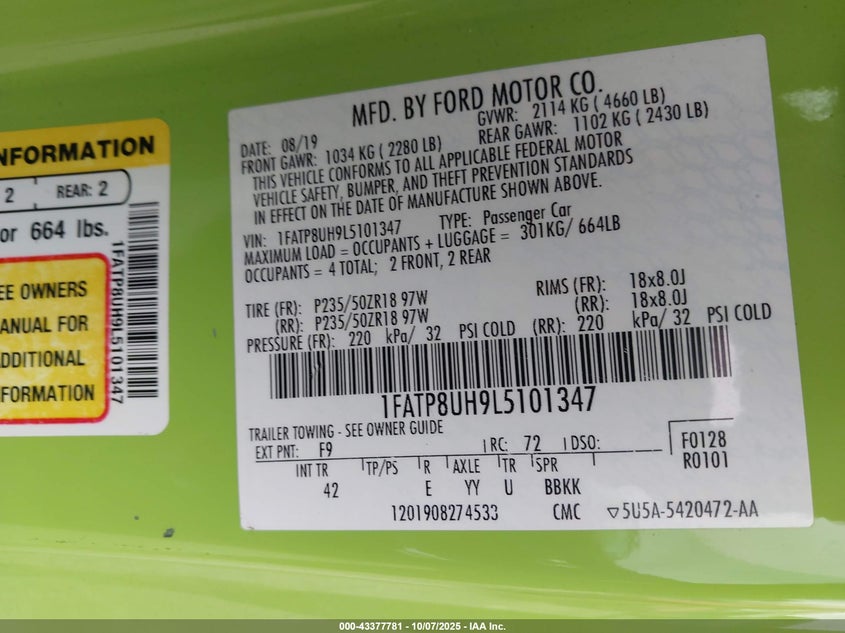 NFORMATION
2 REAR: 2
or 664 lbs.
EE OWNERS
ANUAL FOR
DDITIONAL
FORMATION
1FATP8UH9L5101347
MFD. BY FORD MOTOR CO.
DATE: 08/19 GVWR: 2114 KG ( 4660 LB)
FRONT GAWR: 1034 KG ( 2280 LB) REAR GAWR: 1102 KG ( 2430 LB)
THIS VEHICLE CONFORMS TO ALL APPLICABLE FEDERAL MOTOR
VEHICLE SAFETY, BUMPER, AND THEFT PREVENTION STANDARDS
IN EFFECT ON THE DATE OF MANUFACTURE SHOWN ABOVE.
VIN: 1FATP8UH9L5101347 TYPE: Passenger Car
MAXIMUM LOAD = OCCUPANTS + LUGGAGE = 301KG/ 664LB
OCCUPANTS = 4 TOTAL; 2 FRONT, 2 REAR
TIRE (FR): P235/50ZR18 97W RIMS (FR): 18x8.0J
(RR): P235/50ZR18 97W (RR): 18x8.0J
PRESSURE (FR): 220 kPa/ 32 PSI COLD (RR): 220 kPa/ 32 PSI COLD
1FATP8UH9L5101347
TRAILER TOWING - SEE OWNER GUIDE
EXT PNT: F9 RC: 72 DSO: F0128
INT TR TP/PS R AXLE TR SPR R0101
42 E YY U BBKK
1201908274533 CMC ▽5U5A-5420472-AA
000-43377781 - 10/07/2025 - IAA Inc.